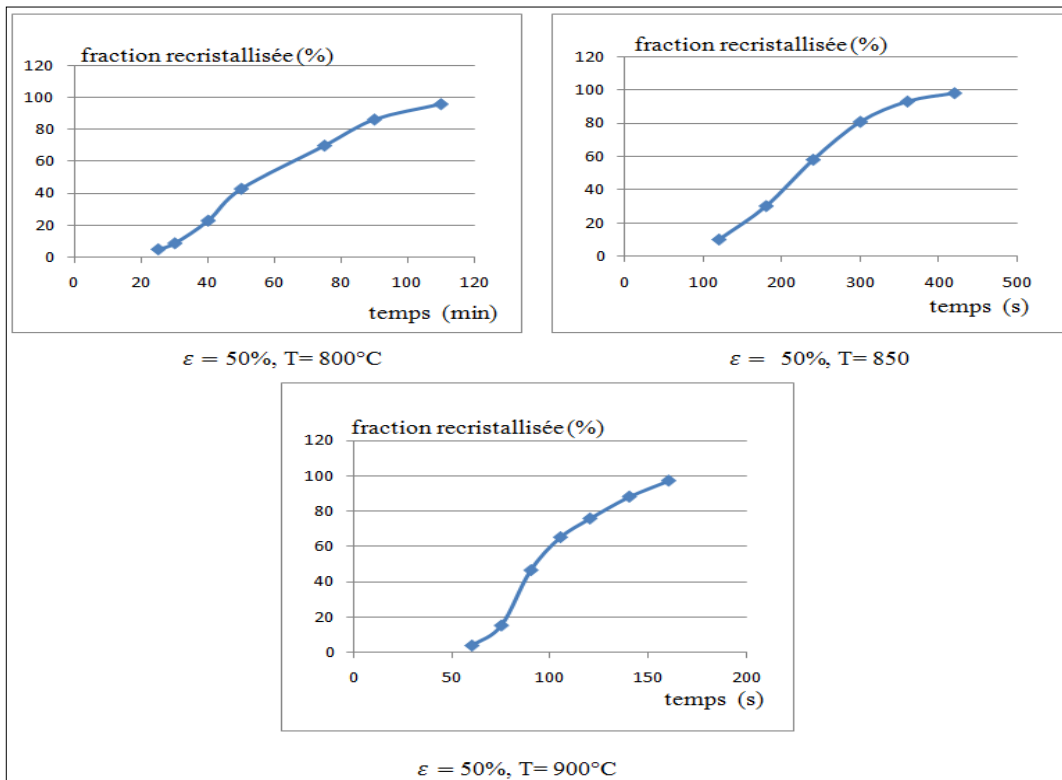 fraction recristallisée (%)
120
100
80
60
40
20
0
0 20 40 60 80 100 120
temps (min)
ε = 50%, T= 800°C
fraction recristallisée (%)
120
100
80
60
40
20
0
0 100 200 300 400 500
temps (s)
ε = 50%, T= 850
fraction recristallisée (%)
120
100
80
60
40
20
0
0 50 100 150 200
temps (s)
ε = 50%, T= 900°C